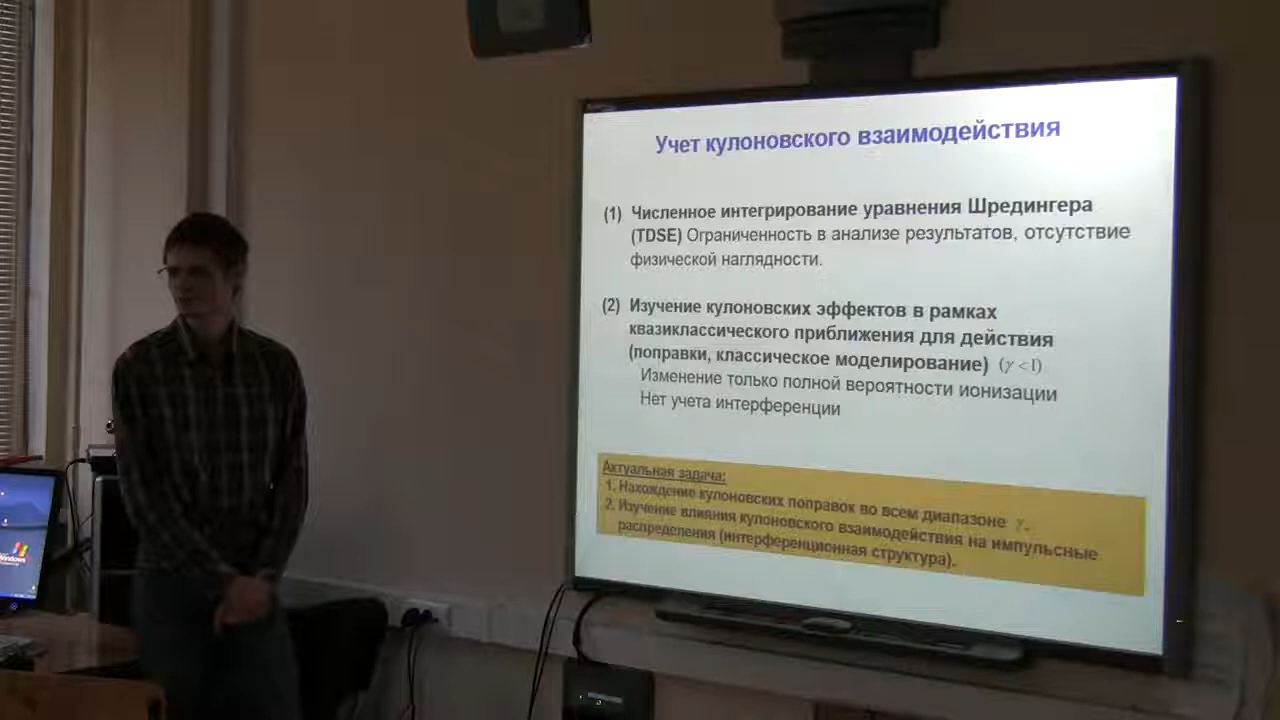 Учет кулоновского взаимодействия
(1) Численное интегрирование уравнения Шредингера
(TDSE) Ограниченность в анализе результатов, отсутствие
физической наглядности.
(2) Изучение кулоновских эффектов в рамках
квазиклассического приближения для действия
(поправки, классическое моделирование) (γ < 1)
Изменение только полной вероятности ионизации
Нет учета интерференции
Актуальная задача:
1. Нахождение кулоновских поправок во всем диапазоне γ.
2. Изучение влияния кулоновского взаимодействия на импульсные
распределения (интерференционная структура).
Windows